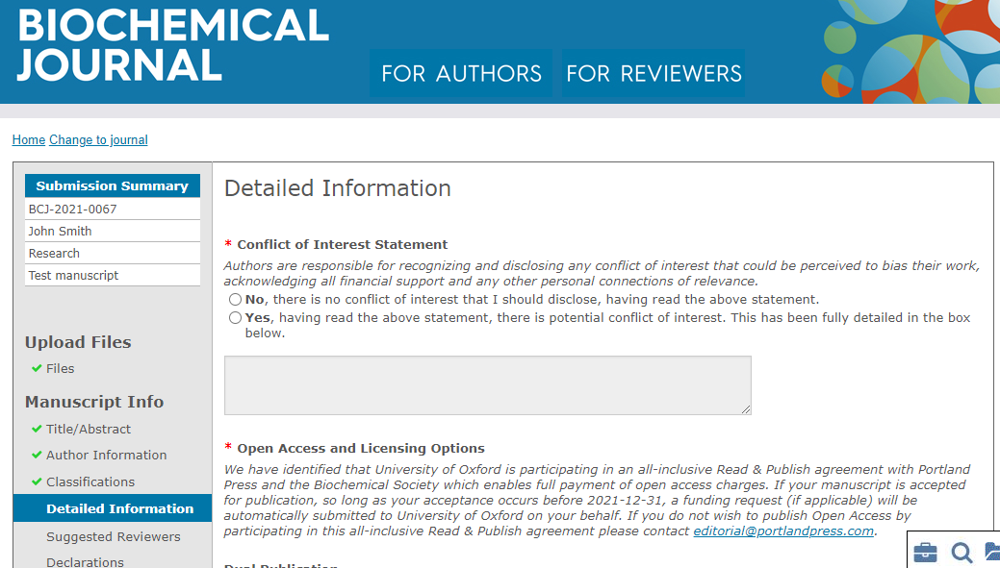 BIOCHEMICAL
JOURNAL
FOR AUTHORS
FOR REVIEWERS
Home Change to journal
Submission Summary
BCJ-2021-0067
John Smith
Research
Test manuscript
Upload Files
Files
Manuscript Info
Title/Abstract
Author Information
Classifications
Detailed Information
Suggested Reviewers
Declarations
Detailed Information
* Conflict of Interest Statement
Authors are responsible for recognizing and disclosing any conflict of interest that could be perceived to bias their work,
acknowledging all financial support and any other personal connections of relevance.
No, there is no conflict of interest that I should disclose, having read the above statement.
Yes, having read the above statement, there is potential conflict of interest. This has been fully detailed in the box
below.
* Open Access and Licensing Options
We have identified that University of Oxford is participating in an all-inclusive Read & Publish agreement with Portland
Press and the Biochemical Society which enables full payment of open access charges. If your manuscript is accepted
for publication, so long as your acceptance occurs before 2021-12-31, a funding request (if applicable) will be
automatically submitted to University of Oxford on your behalf. If you do not wish to publish Open Access by
participating in this all-inclusive Read & Publish agreement please contact editorial@portlandpress.com.
Dual Publication